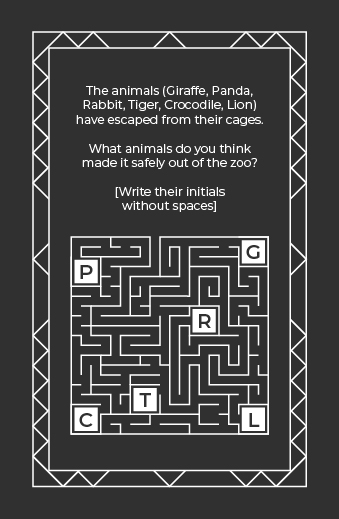 The animals (Giraffe, Panda,
Rabbit, Tiger, Crocodile, Lion)
have escaped from their cages.
What animals do you think
made it safely out of the zoo?
[Write their initials
without spaces]
G
P
R
T
C L